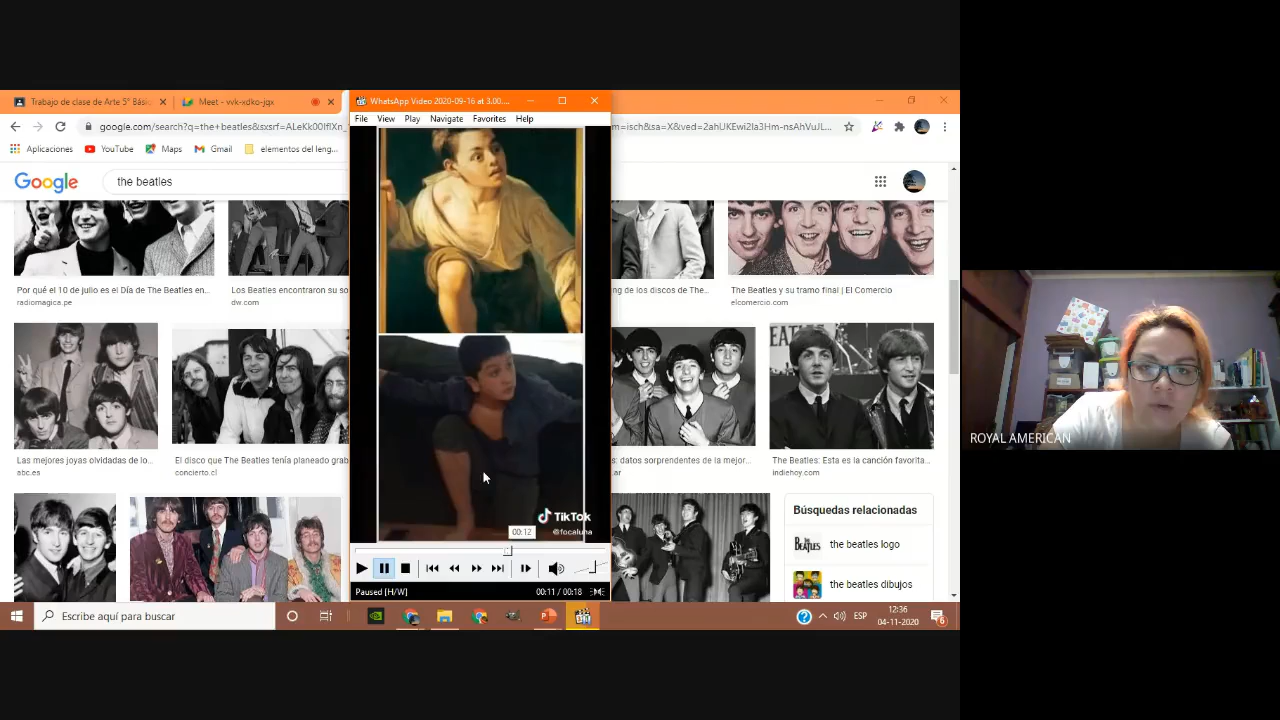 Trabajo de clase de Arte 5° Básic
Meet - vvk-xdko-jqx
WhatsApp Video 2020-09-16 at 3.00....
google.com/search?q=the+beatles&sxsrf=ALeKk00IflXn_
m=isch&sa=X&ved=2ahUKEwi2la3Hm-nsAhVuJL...
File View Play Navigate Favorites Help
Aplicaciones YouTube Maps Gmail elementos del leng...
Google the beatles
Por qué el 10 de julio es el Día de The Beatles en...
radiomagica.pe
Los Beatles encontraron su so
dw.com
ng de los discos de The...
The Beatles y su tramo final | El Comercio
elcomercio.com
EATL
Las mejores joyas olvidadas de lo...
abc.es
El disco que The Beatles tenía planeado grab
concierto.cl
s: datos sorprendentes de la mejor...
.ar
The Beatles: Esta es la canción favorita...
indiehoy.com
ROYAL AMERICAN
TikTok
@focaluna
00:12
Búsquedas relacionadas
BEATLES
the beatles logo
the beatles dibujos
Paused [H/W] 00:11 / 00:18
Escribe aquí para buscar
ESP
12:36
04-11-2020
6